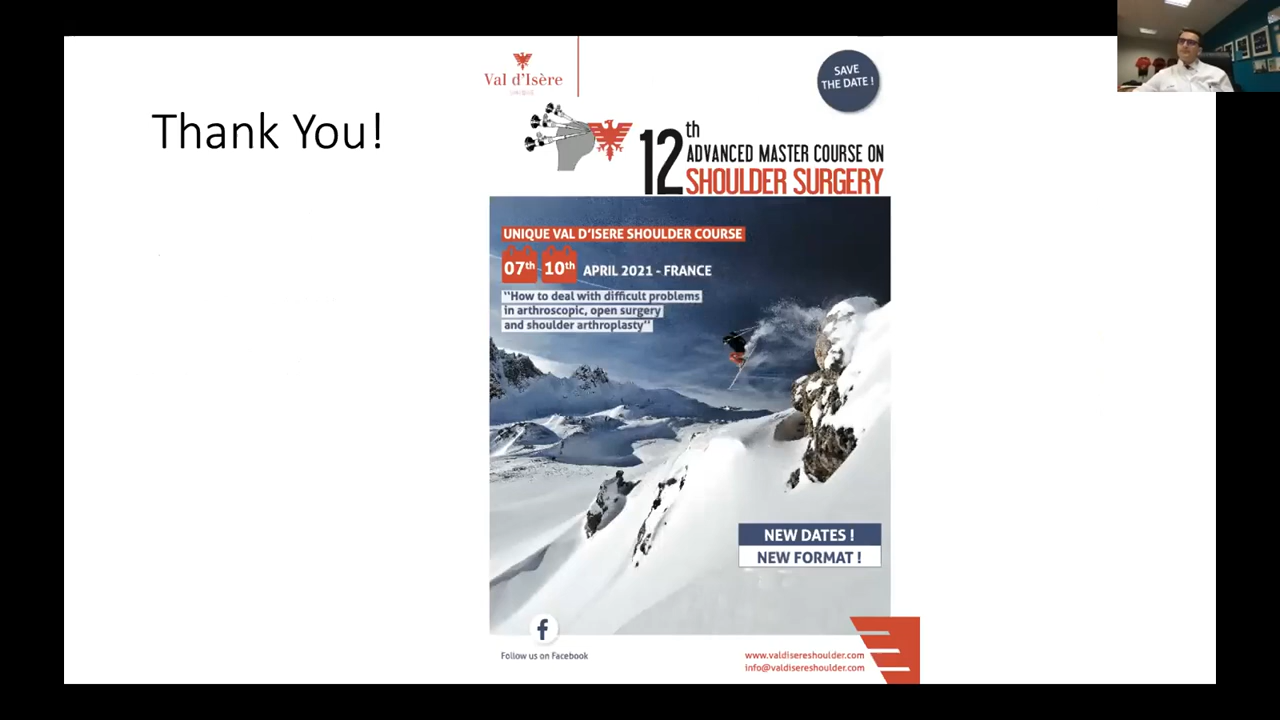 Thank You!
Val d'Isère
SAVE
THE DATE !
12th
ADVANCED MASTER COURSE ON
SHOULDER SURGERY
UNIQUE VAL D'ISERE SHOULDER COURSE
07th 10th APRIL 2021 - FRANCE
"How to deal with difficult problems
in arthroscopic, open surgery
and shoulder arthroplasty"
NEW DATES !
NEW FORMAT !
f
Follow us on Facebook
www.valdisereshoulder.com
info@valdisereshoulder.com